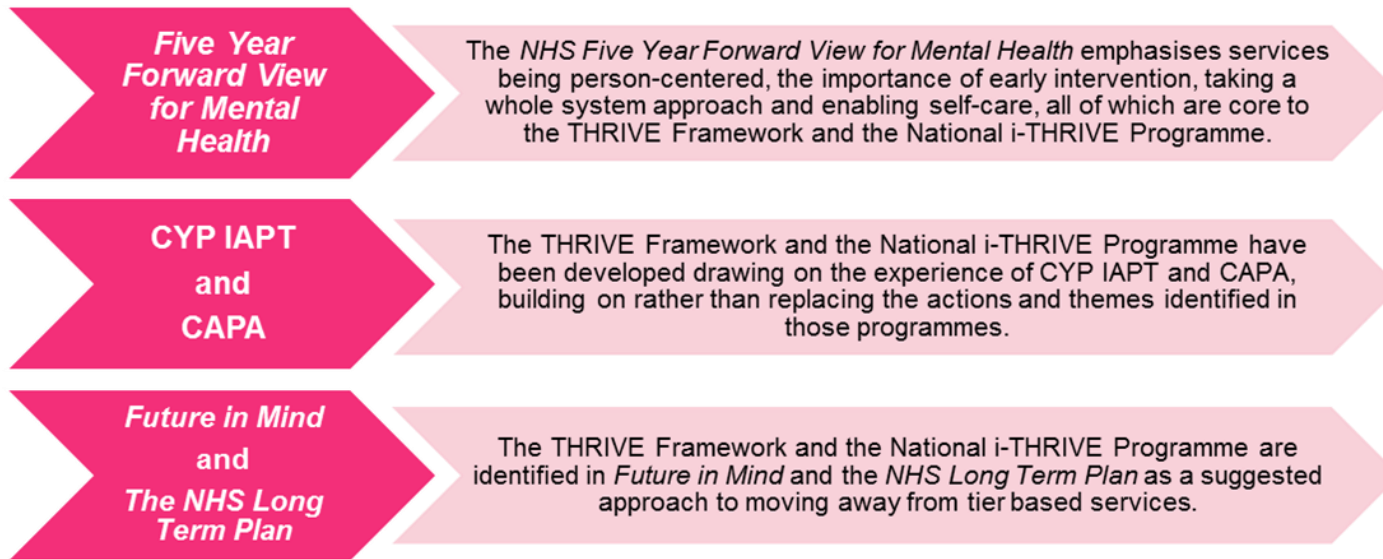 Five Year
Forward View
for Mental
Health
The NHS Five Year Forward View for Mental Health emphasises services
being person-centered, the importance of early intervention, taking a
whole system approach and enabling self-care, all of which are core to
the THRIVE Framework and the National i-THRIVE Programme.
CYP IAPT
and
CAPA
The THRIVE Framework and the National i-THRIVE Programme have
been developed drawing on the experience of CYP IAPT and CAPA,
building on rather than replacing the actions and themes identified in
those programmes.
Future in Mind
and
The NHS Long
Term Plan
The THRIVE Framework and the National i-THRIVE Programme are
identified in Future in Mind and the NHS Long Term Plan as a suggested
approach to moving away from tier based services.